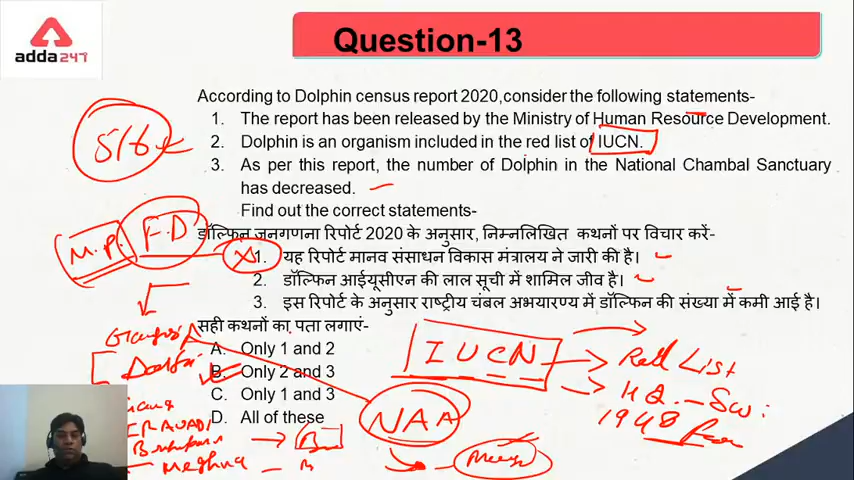 adda247
Question-13
According to Dolphin census report 2020,consider the following statements-
1. The report has been released by the Ministry of Human Resource Development.
2. Dolphin is an organism included in the red list of IUCN.
3. As per this report, the number of Dolphin in the National Chambal Sanctuary
has decreased.
Find out the correct statements-
516
M.P. F.D
डॉल्फिन जनगणना रिपोर्ट 2020 के अनुसार, निम्नलिखित कथनों पर विचार करें-
1. यह रिपोर्ट मानव संसाधन विकास मंत्रालय ने जारी की है।
2. डॉल्फिन आईयूसीएन की लाल सूची में शामिल जीव है।
3. इस रिपोर्ट के अनुसार राष्ट्रीय चंबल अभयारण्य में डॉल्फिन की संख्या में कमी आई है।
सही कथनों का पता लगाएं-
A. Only 1 and 2
B. Only 2 and 3
C. Only 1 and 3
D. All of these
IUCN
Red List
H.Q. - Sw:
1948
NAA
IRAVADI
Meghna